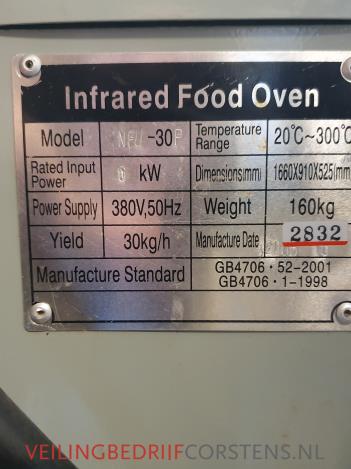 Infrared Food Oven
Model -30P Temperature Range 20℃~300℃
Rated Input Power kW Dimensions(mm) 1660X910X525(mm)
Power Supply 380V,50Hz Weight 160kg
Yield 30kg/h Manufacture Date 2832
Manufacture Standard GB4706·52-2001
GB4706·1-1998
VEILINGBEDRIJFCORSTENS.NL